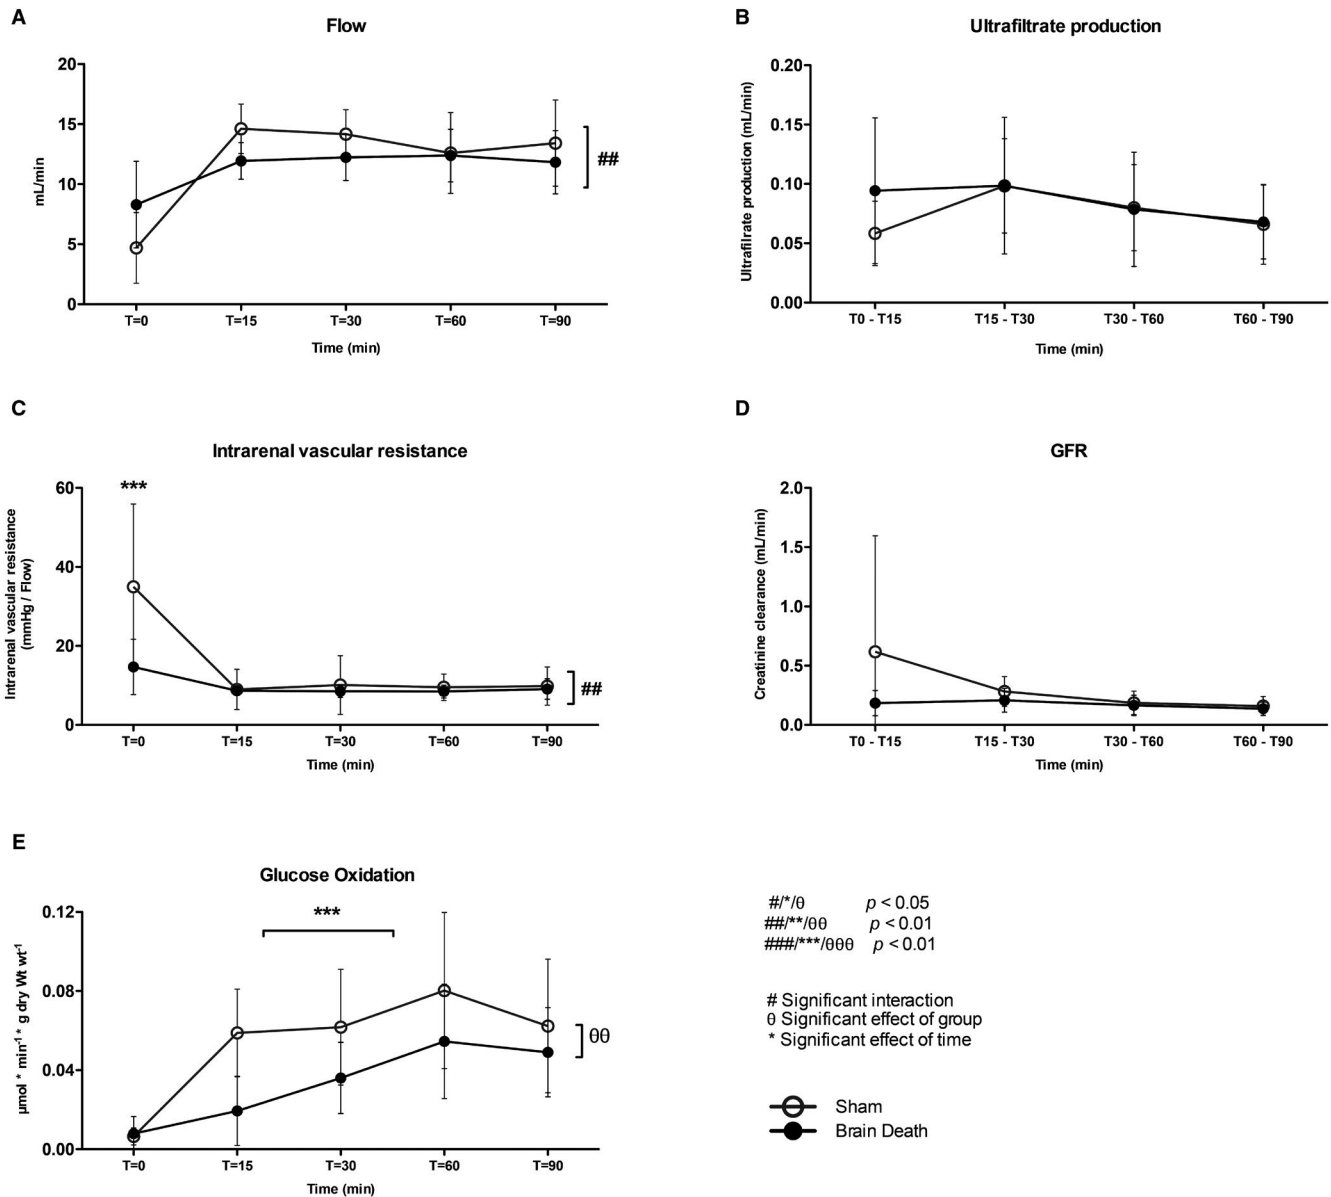 A
Flow
mL/min
20
15
10
5
0
T=0 T=15 T=30 T=60 T=90
Time (min)
##
B
Ultrafiltrate production
Ultrafiltrate production (mL/min)
0.20
0.15
0.10
0.05
0.00
T0 - T15 T15 - T30 T30 - T60 T60 - T90
Time (min)
C
Intrarenal vascular resistance
Intrarenal vascular resistance
(mmHg / Flow)
60
40
20
0
***
##
T=0 T=15 T=30 T=60 T=90
Time (min)
D
GFR
Creatinine clearance (mL/min)
2.0
1.5
1.0
0.5
0.0
T0 - T15 T15 - T30 T30 - T60 T60 - T90
Time (min)
E
Glucose Oxidation
µmol * min⁻¹ * g dry Wt wt⁻¹
0.12
0.08
0.04
0.00
***
θθ
T=0 T=15 T=30 T=60 T=90
Time (min)
#/*/θ p < 0.05
##/**/θθ p < 0.01
###/***/θθθ p < 0.01
# Significant interaction
θ Significant effect of group
* Significant effect of time
Sham
Brain Death